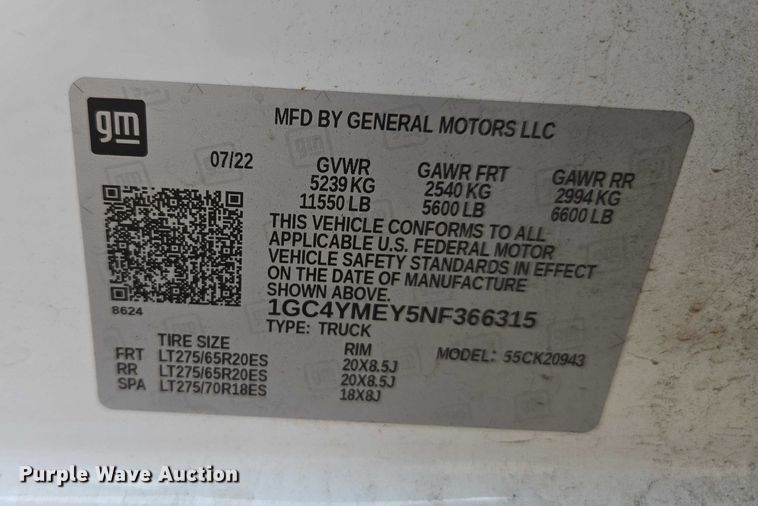 gm
MFD BY GENERAL MOTORS LLC
07/22
GVWR
5239 KG
11550 LB
GAWR FRT
2540 KG
5600 LB
GAWR RR
2994 KG
6600 LB
THIS VEHICLE CONFORMS TO ALL
APPLICABLE U.S. FEDERAL MOTOR
VEHICLE SAFETY STANDARDS IN EFFECT
ON THE DATE OF MANUFACTURE
SHOWN ABOVE.
8624
1GC4YMEY5NF366315
TYPE: TRUCK
TIRE SIZE RIM MODEL: 55CK20943
FRT LT275/65R20ES 20X8.5J
RR LT275/65R20ES 20X8.5J
SPA LT275/70R18ES 18X8J
Purple Wave Auction